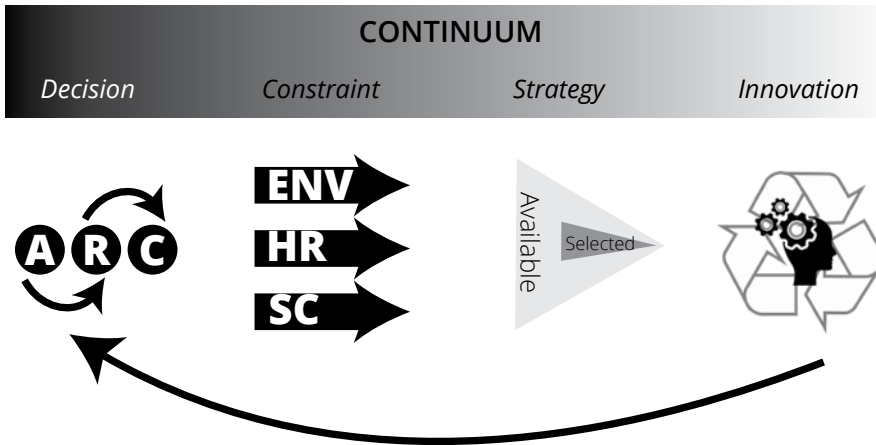 CONTINUUM
Decision Constraint Strategy Innovation
A R C
ENV
HR
SC
Available
Selected